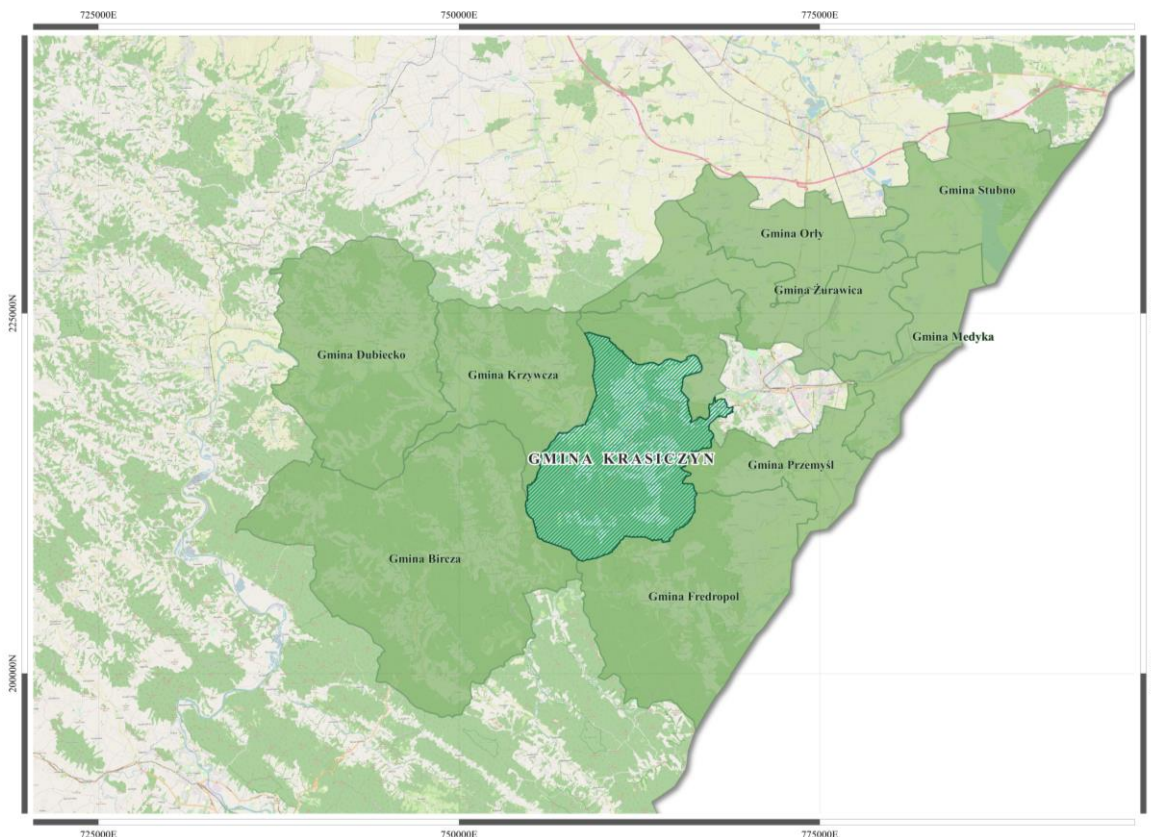 725000E
750000E
775000E
Gmina Stubno
Gmina Orły
Gmina Żurawica
225000N
Gmina Medyka
Gmina Dubiecko
Gmina Krzywcza
GMINA KRASICZYN
Gmina Przemyśl
Gmina Bircza
Gmina Fredropol
200000N
725000E
750000E
775000E